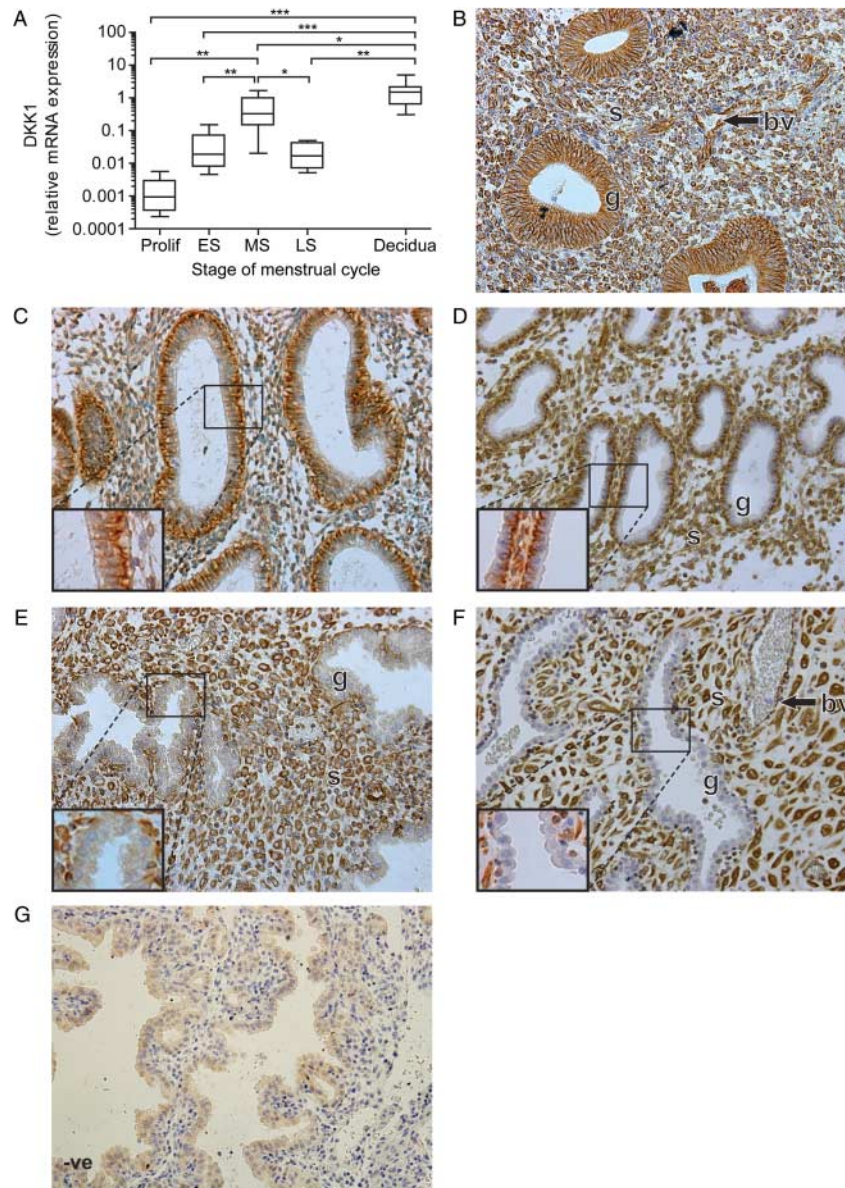 A
DKK1
(relative mRNA expression)
***
***
*
**
**
**
*
100
10
1
0.1
0.01
0.001
0.0001
Prolif ES MS LS Decidua
Stage of menstrual cycle
B
s
bv
g
C
D
g
s
E
g
s
F
s
bv
g
G
-ve